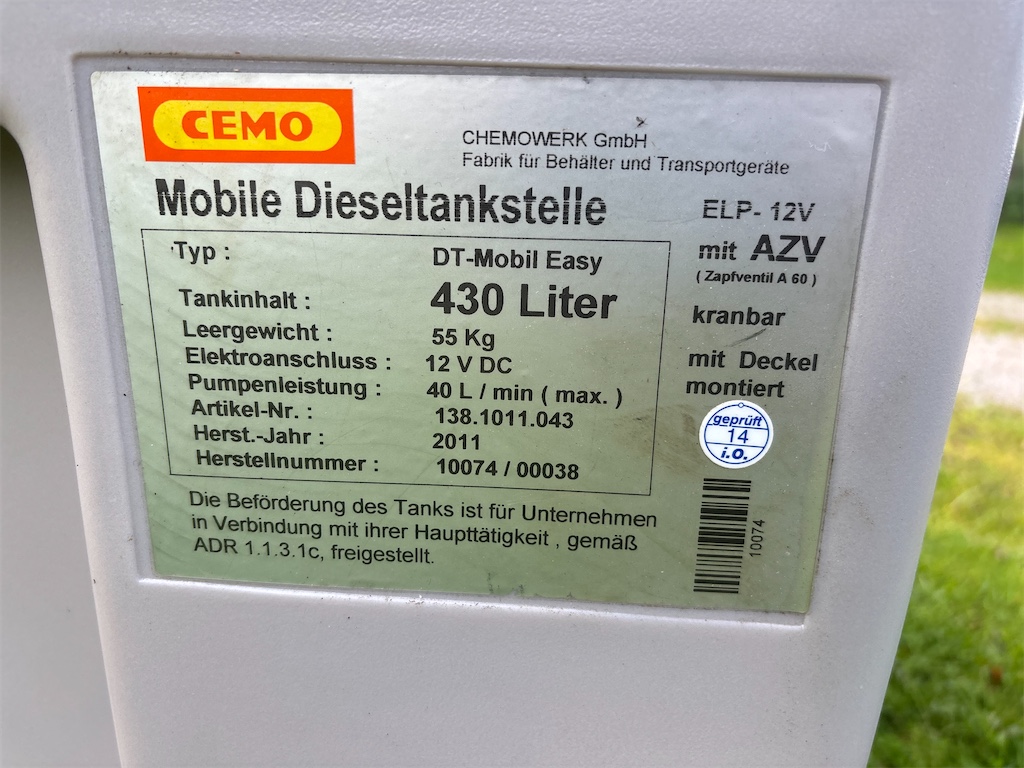 CEMO
CHEMOWERK GmbH
Fabrik für Behälter und Transportgeräte
Mobile Dieseltankstelle
ELP- 12V
mit AZV
( Zapfventil A 60 )
kranbar
mit Deckel
montiert
Typ : DT-Mobil Easy
Tankinhalt : 430 Liter
Leergewicht : 55 Kg
Elektroanschluss : 12 V DC
Pumpenleistung : 40 L / min ( max. )
Artikel-Nr. : 138.1011.043
Herst.-Jahr : 2011
Herstellnummer : 10074 / 00038
geprüft
14
i.O.
10074
Die Beförderung des Tanks ist für Unternehmen
in Verbindung mit ihrer Haupttätigkeit , gemäß
ADR 1.1.3.1c, freigestellt.